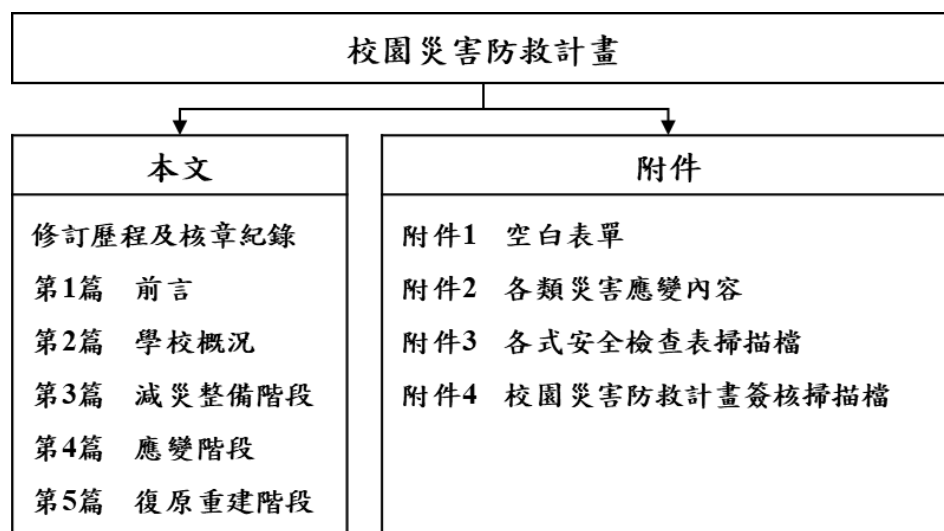 校園災害防救計畫
本文
修訂歷程及核章紀錄
第1篇 前言
第2篇 學校概況
第3篇 減災整備階段
第4篇 應變階段
第5篇 復原重建階段
附件
附件1 空白表單
附件2 各類災害應變內容
附件3 各式安全檢查表掃描檔
附件4 校園災害防救計畫簽核掃描檔